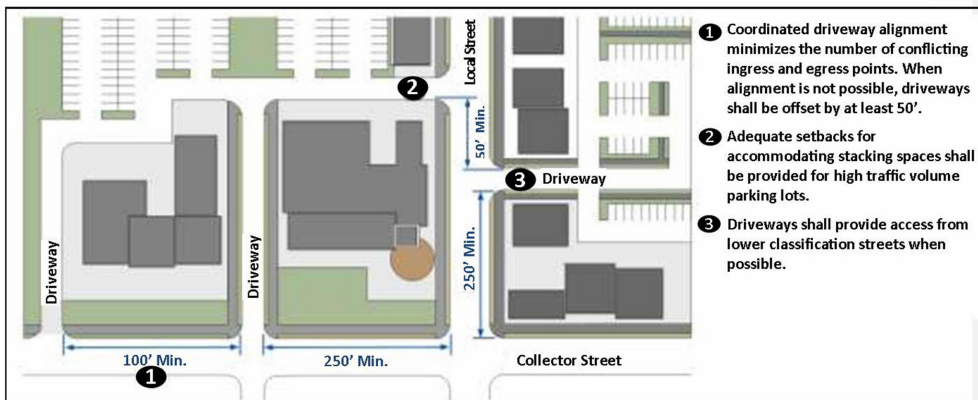 Local Street
2
50' Min.
3 Driveway
250' Min.
Driveway
Driveway
100' Min.
250' Min.
Collector Street
1
1 Coordinated driveway alignment
minimizes the number of conflicting
ingress and egress points. When
alignment is not possible, driveways
shall be offset by at least 50'.
2 Adequate setbacks for
accommodating stacking spaces shall
be provided for high traffic volume
parking lots.
3 Driveways shall provide access from
lower classification streets when
possible.